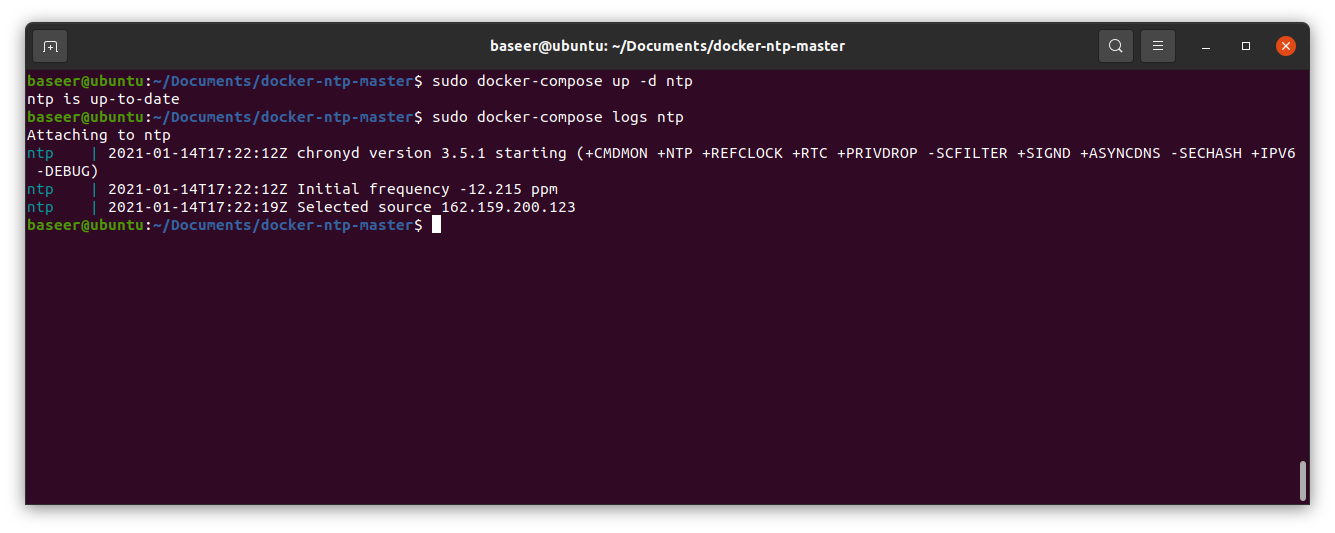 baseer@ubuntu: ~/Documents/docker-ntp-master
baseer@ubuntu:~/Documents/docker-ntp-master$ sudo docker-compose up -d ntp
ntp is up-to-date
baseer@ubuntu:~/Documents/docker-ntp-master$ sudo docker-compose logs ntp
Attaching to ntp
ntp    | 2021-01-14T17:22:12Z chronyd version 3.5.1 starting (+CMDMON +NTP +REFCLOCK +RTC +PRIVDROP -SCFILTER +SIGND +ASYNCDNS -SECHASH +IPV6
 -DEBUG)
ntp    | 2021-01-14T17:22:12Z Initial frequency -12.215 ppm
ntp    | 2021-01-14T17:22:19Z Selected source 162.159.200.123
baseer@ubuntu:~/Documents/docker-ntp-master$